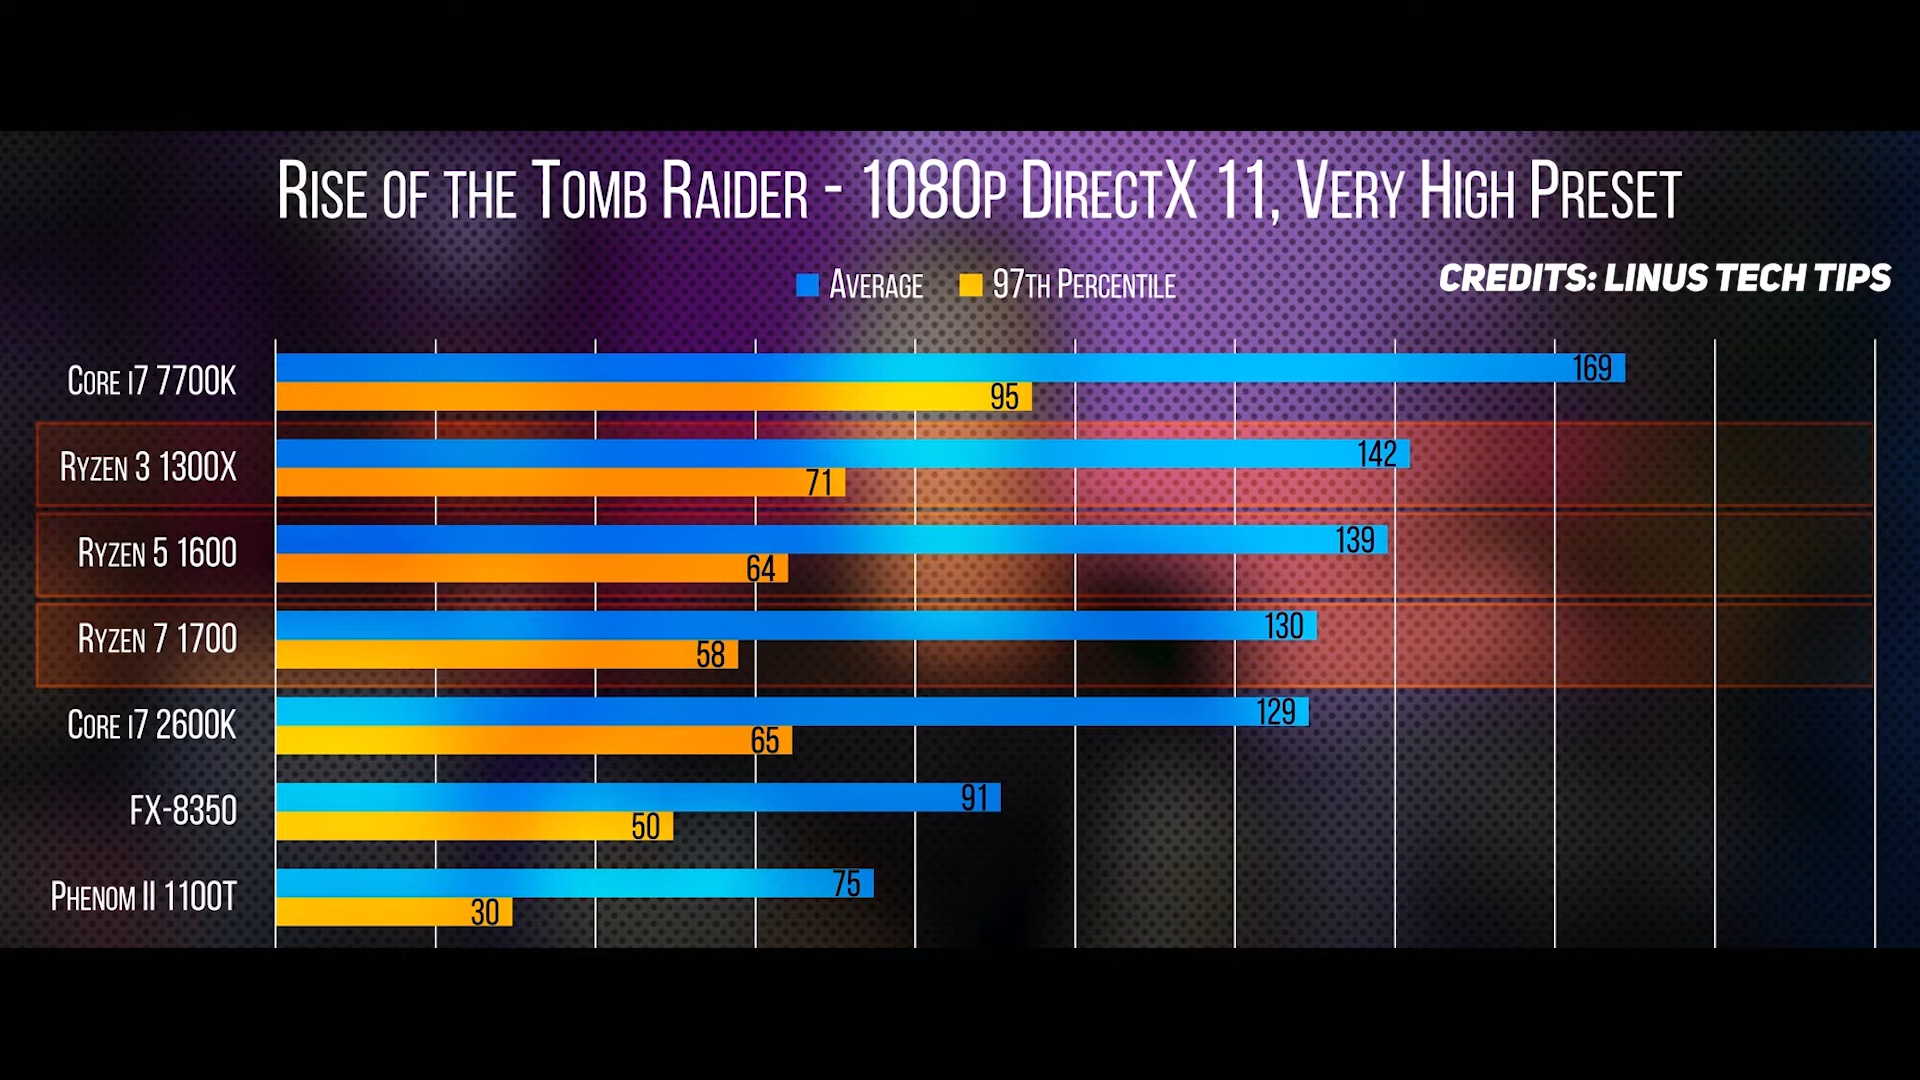 Rise of the Tomb Raider - 1080p DirectX 11, Very High Preset
Average 97th Percentile
CREDITS: LINUS TECH TIPS
Core i7 7700K 169 95
Ryzen 3 1300X 142 71
Ryzen 5 1600 139 64
Ryzen 7 1700 130 58
Core i7 2600K 129 65
FX-8350 91 50
Phenom II 1100T 75 30